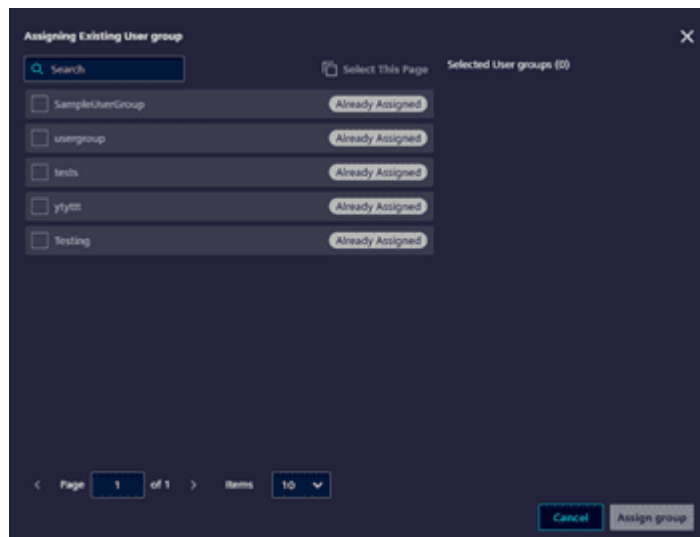 Assigning Existing User group
Search
Select This Page
Selected User groups (0)
SampleUserGroup Already Assigned
usergroup Already Assigned
tests Already Assigned
ytyttt Already Assigned
Testing Already Assigned
Page 1 of 1 Items 10
Cancel Assign group